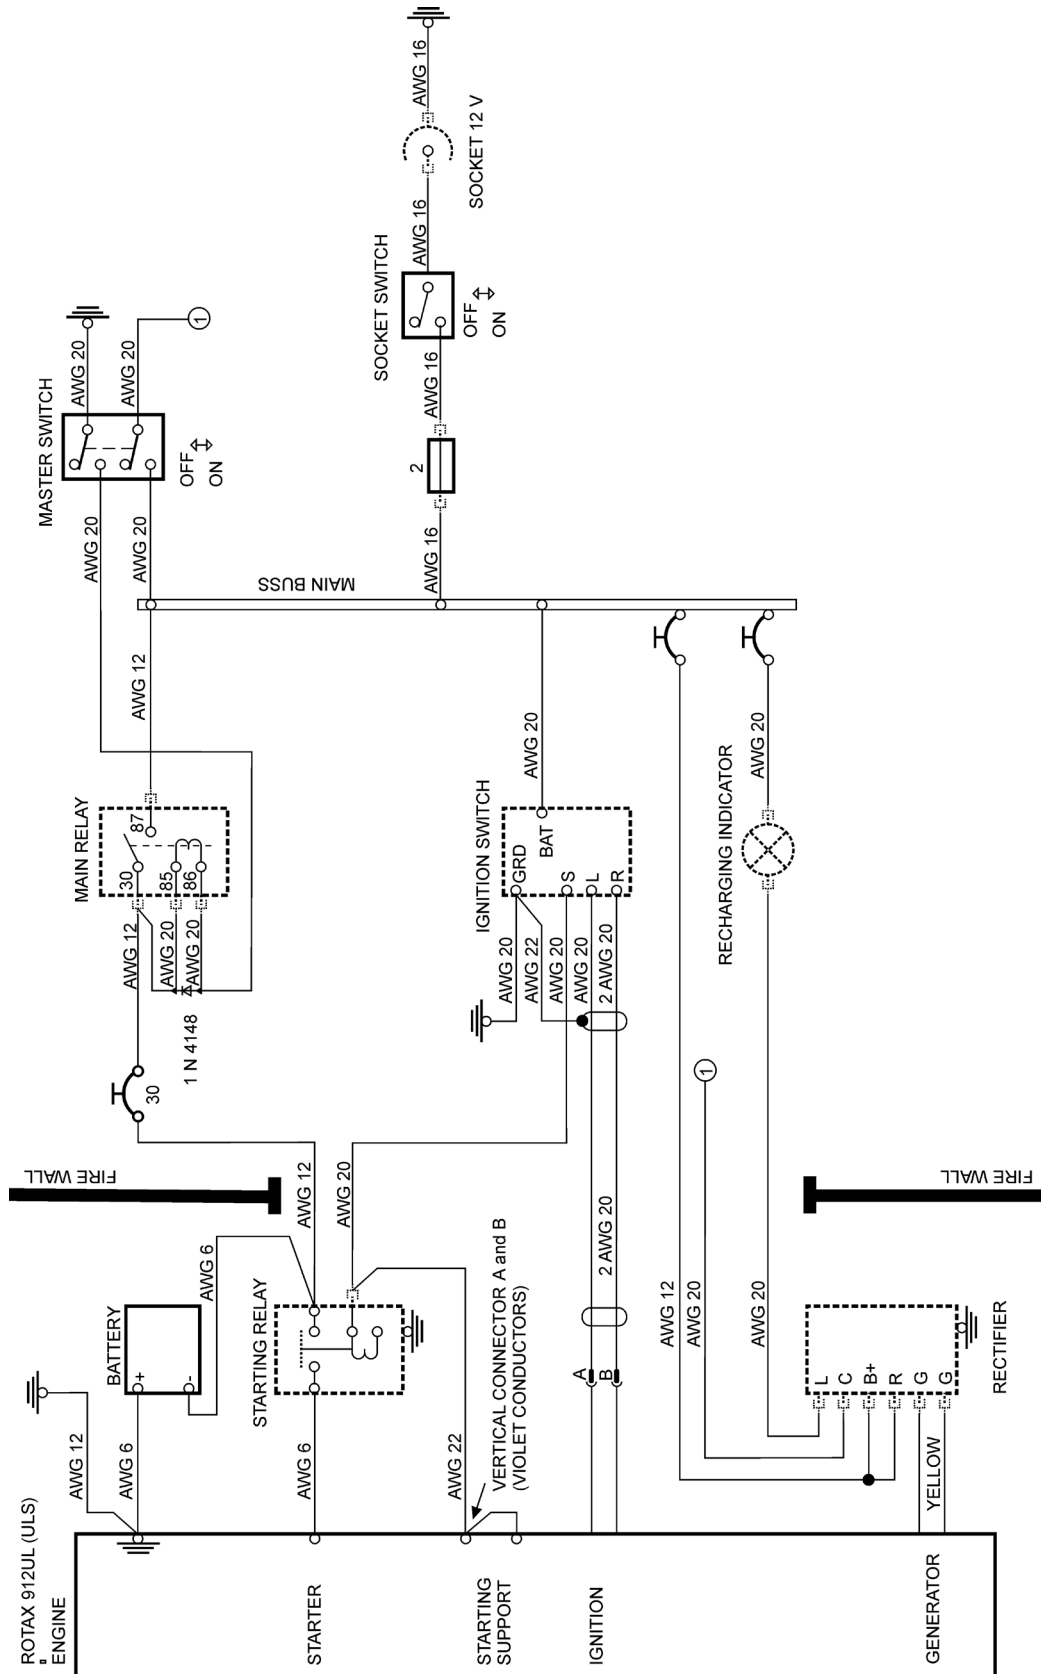 ROTAX 912UL (ULS)
ENGINE
STARTER
STARTING
SUPPORT
IGNITION
GENERATOR
AWG 12
AWG 6
BATTERY
+
-
AWG 6
STARTING RELAY
AWG 6
AWG 22
VERTICAL CONNECTOR A and B
(VIOLET CONDUCTORS)
A
B
2 AWG 20
AWG 12
AWG 20
AWG 20
YELLOW
L
C
B+
R
G
G
RECTIFIER
FIRE WALL
FIRE WALL
AWG 12
AWG 20
30
1 N 4148
AWG 12
AWG 20
AWG 20
MAIN RELAY
30
85
86
87
AWG 12
1
AWG 20
AWG 22
AWG 20
AWG 20
2 AWG 20
IGNITION SWITCH
GRD
S
L
R
BAT
AWG 20
RECHARGING INDICATOR
AWG 20
MAIN BUSS
AWG 20
AWG 20
AWG 16
MASTER SWITCH
OFF
ON
AWG 20
AWG 20
1
2
AWG 16
SOCKET SWITCH
OFF
ON
AWG 16
SOCKET 12 V
AWG 16